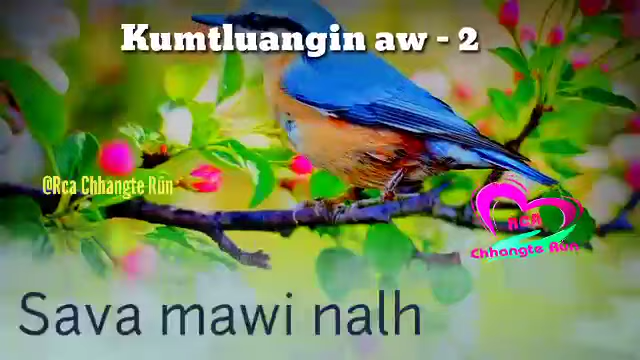 Kumtluangin aw - 2
@Rca Chhangte Rûn
RCA
Chhangte Rûn
Sava mawi nalh